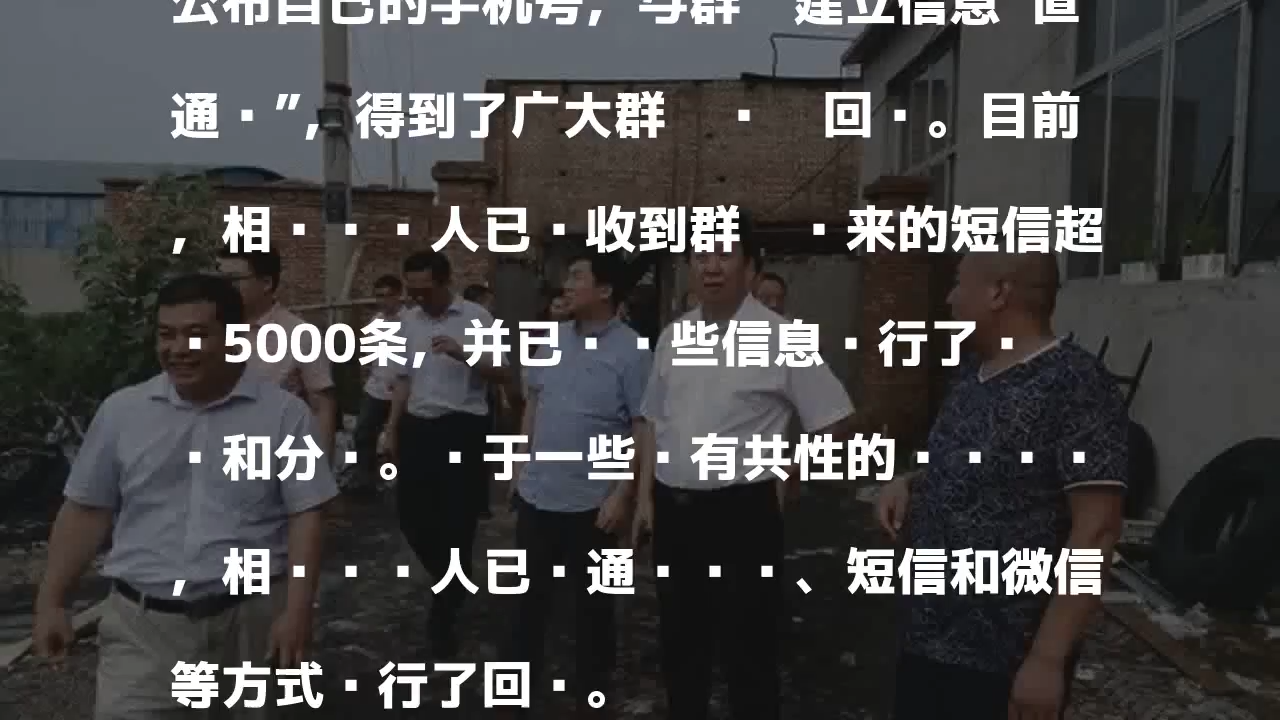 公布自己的手机号，与群 建立信息“直
通·”，得到了广大群 · 回·。目前
，相···人已·收到群 ·来的短信超
·5000条，并已··些信息·行了·
·和分·。·于一些·有共性的····
，相···人已·通···、短信和微信
等方式·行了回·。